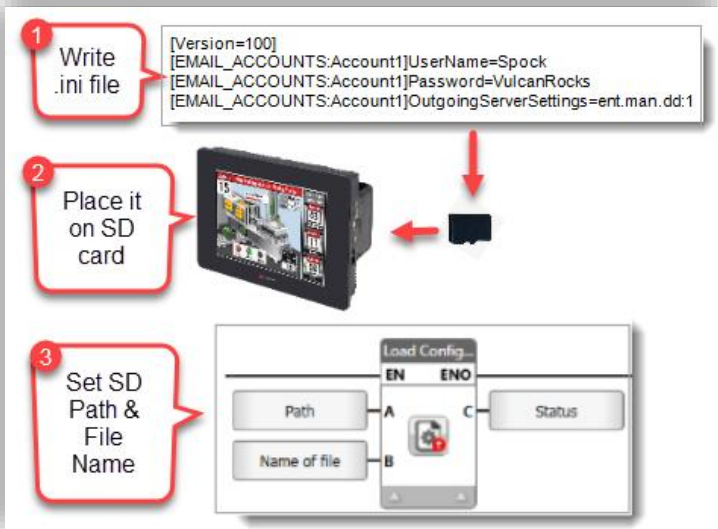 1
Write
.ini file
[Version=100]
[EMAIL_ACCOUNTS:Account1]UserName=Spock
[EMAIL_ACCOUNTS:Account1]Password=VulcanRocks
[EMAIL_ACCOUNTS:Account1]OutgoingServerSettings=ent.man.dd:1
2
Place it
on SD
card
15
3
Set SD
Path &
File
Name
Load Config...
EN ENO
Path A C Status
Name of file B